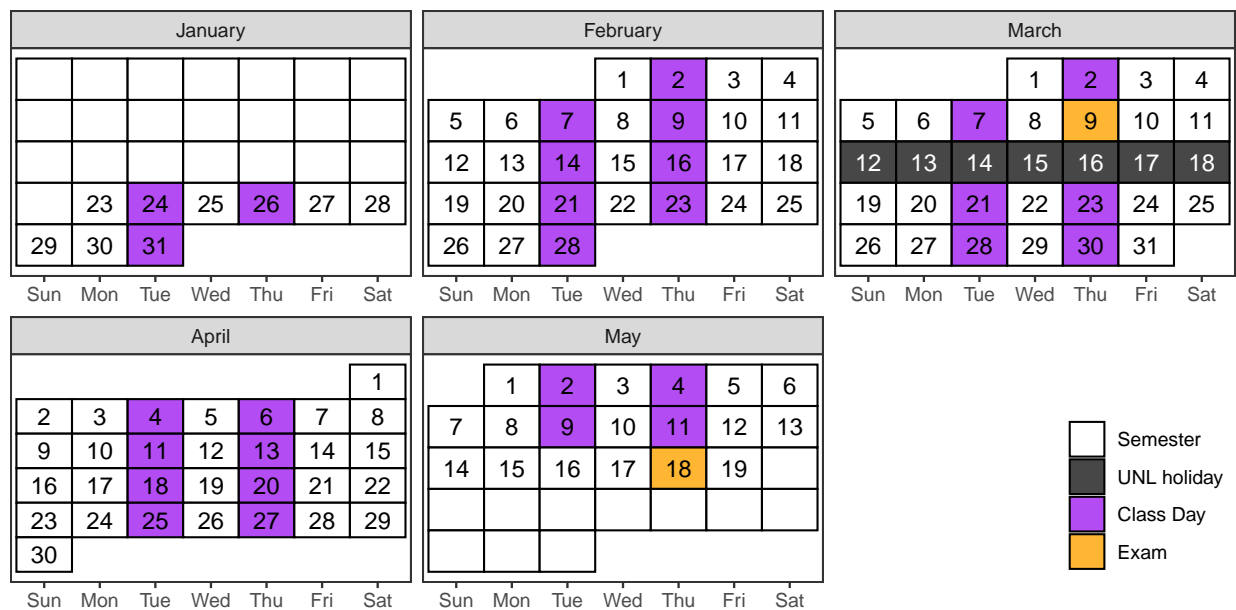 January
23 24 25 26 27 28
29 30 31
Sun Mon Tue Wed Thu Fri Sat
February
1 2 3 4
5 6 7 8 9 10 11
12 13 14 15 16 17 18
19 20 21 22 23 24 25
26 27 28
Sun Mon Tue Wed Thu Fri Sat
March
1 2 3 4
5 6 7 8 9 10 11
12 13 14 15 16 17 18
19 20 21 22 23 24 25
26 27 28 29 30 31
Sun Mon Tue Wed Thu Fri Sat
April
1
2 3 4 5 6 7 8
9 10 11 12 13 14 15
16 17 18 19 20 21 22
23 24 25 26 27 28 29
30
Sun Mon Tue Wed Thu Fri Sat
May
1 2 3 4 5 6
7 8 9 10 11 12 13
14 15 16 17 18 19
Sun Mon Tue Wed Thu Fri Sat
Semester
UNL holiday
Class Day
Exam